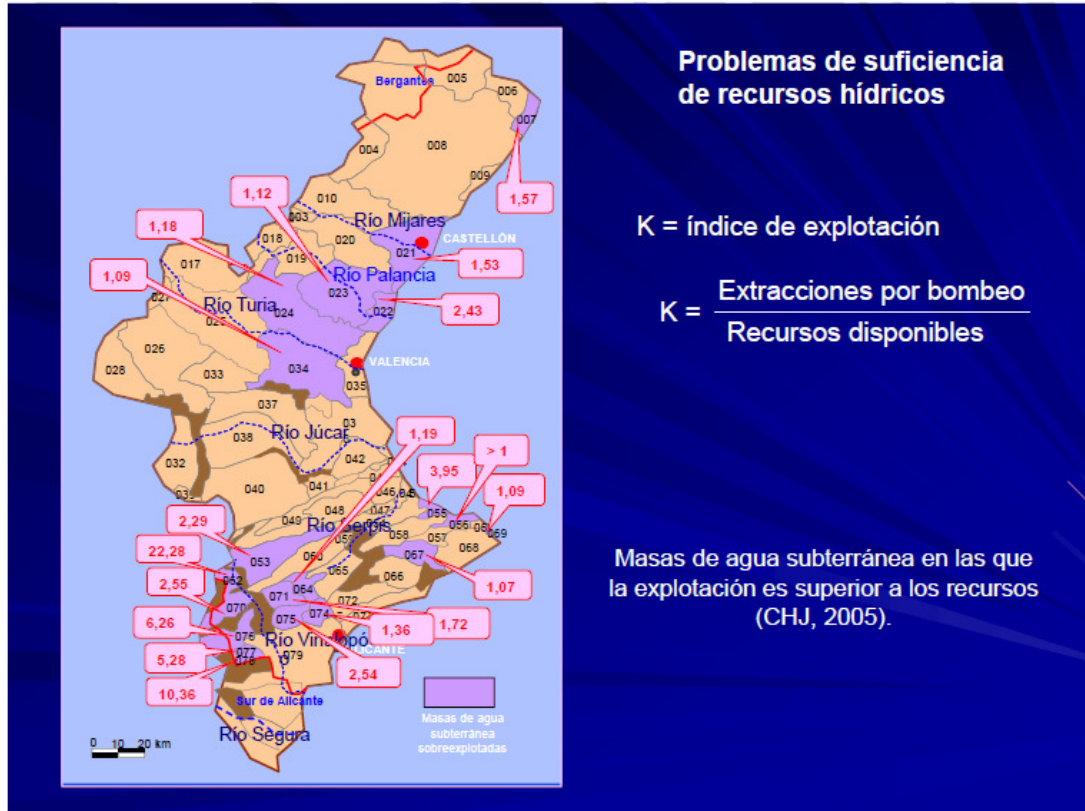 Problemas de suficiencia
de recursos hídricos
K = índice de explotación
K =
Extracciones por bombeo
Recursos disponibles
Masas de agua subterránea en las que
la explotación es superior a los recursos
(CHJ, 2005).
Bergantes
005
006
007
004
008
009
1,57
010
1,12
Río Mijares
003
CASTELLÓN
1,18
018
020
021
019
1,53
017
Río Palancia
1,09
023
2,43
022
Río Turia
024
026
VALENCIA
034
028
033
035
037
03
Río Júcar
038
1,19
> 1
032
042
3,95
041
040
1,09
046
045
048
047
055
049
056
2,29
Río Serpis
058
057
069
053
067
068
22,28
062
064
065
066
1,07
2,55
071
070
072
074
6,26
075
1,36
1,72
076
Río Vinalopó
ALICANTE
5,28
077
079
078
2,54
10,36
Sur de Alicante
Masas de agua
subterránea
sobreexplotadas
Río Segura
0 10 20 km